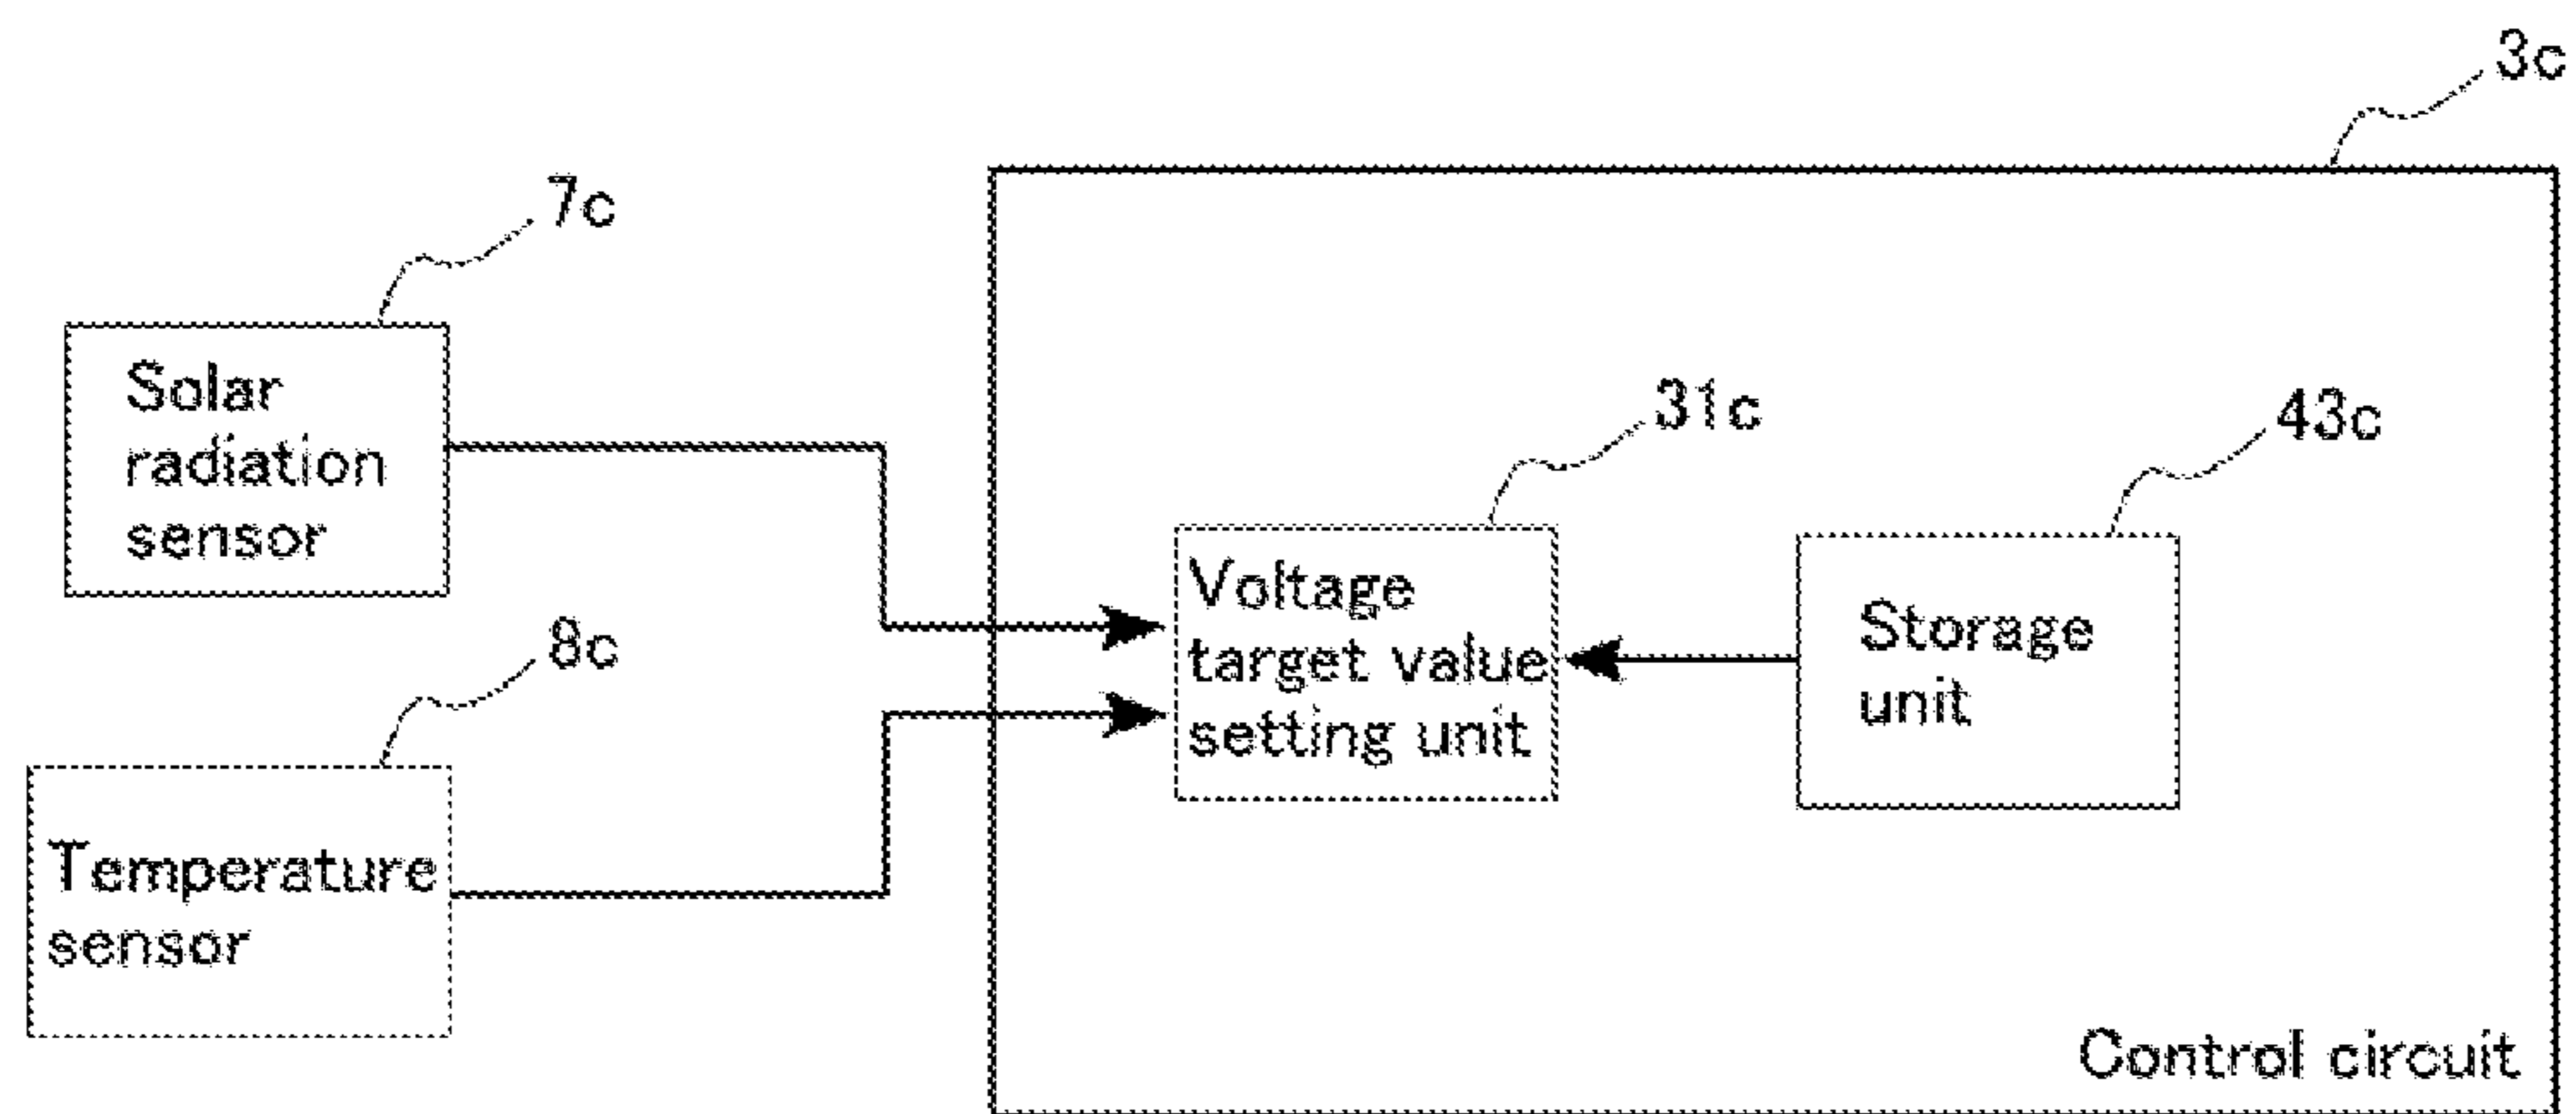 3c
7c
Solar
radiation
sensor
31c
43c
Voltage
target value
setting unit
Storage
unit
8c
Temperature
sensor
Control circuit